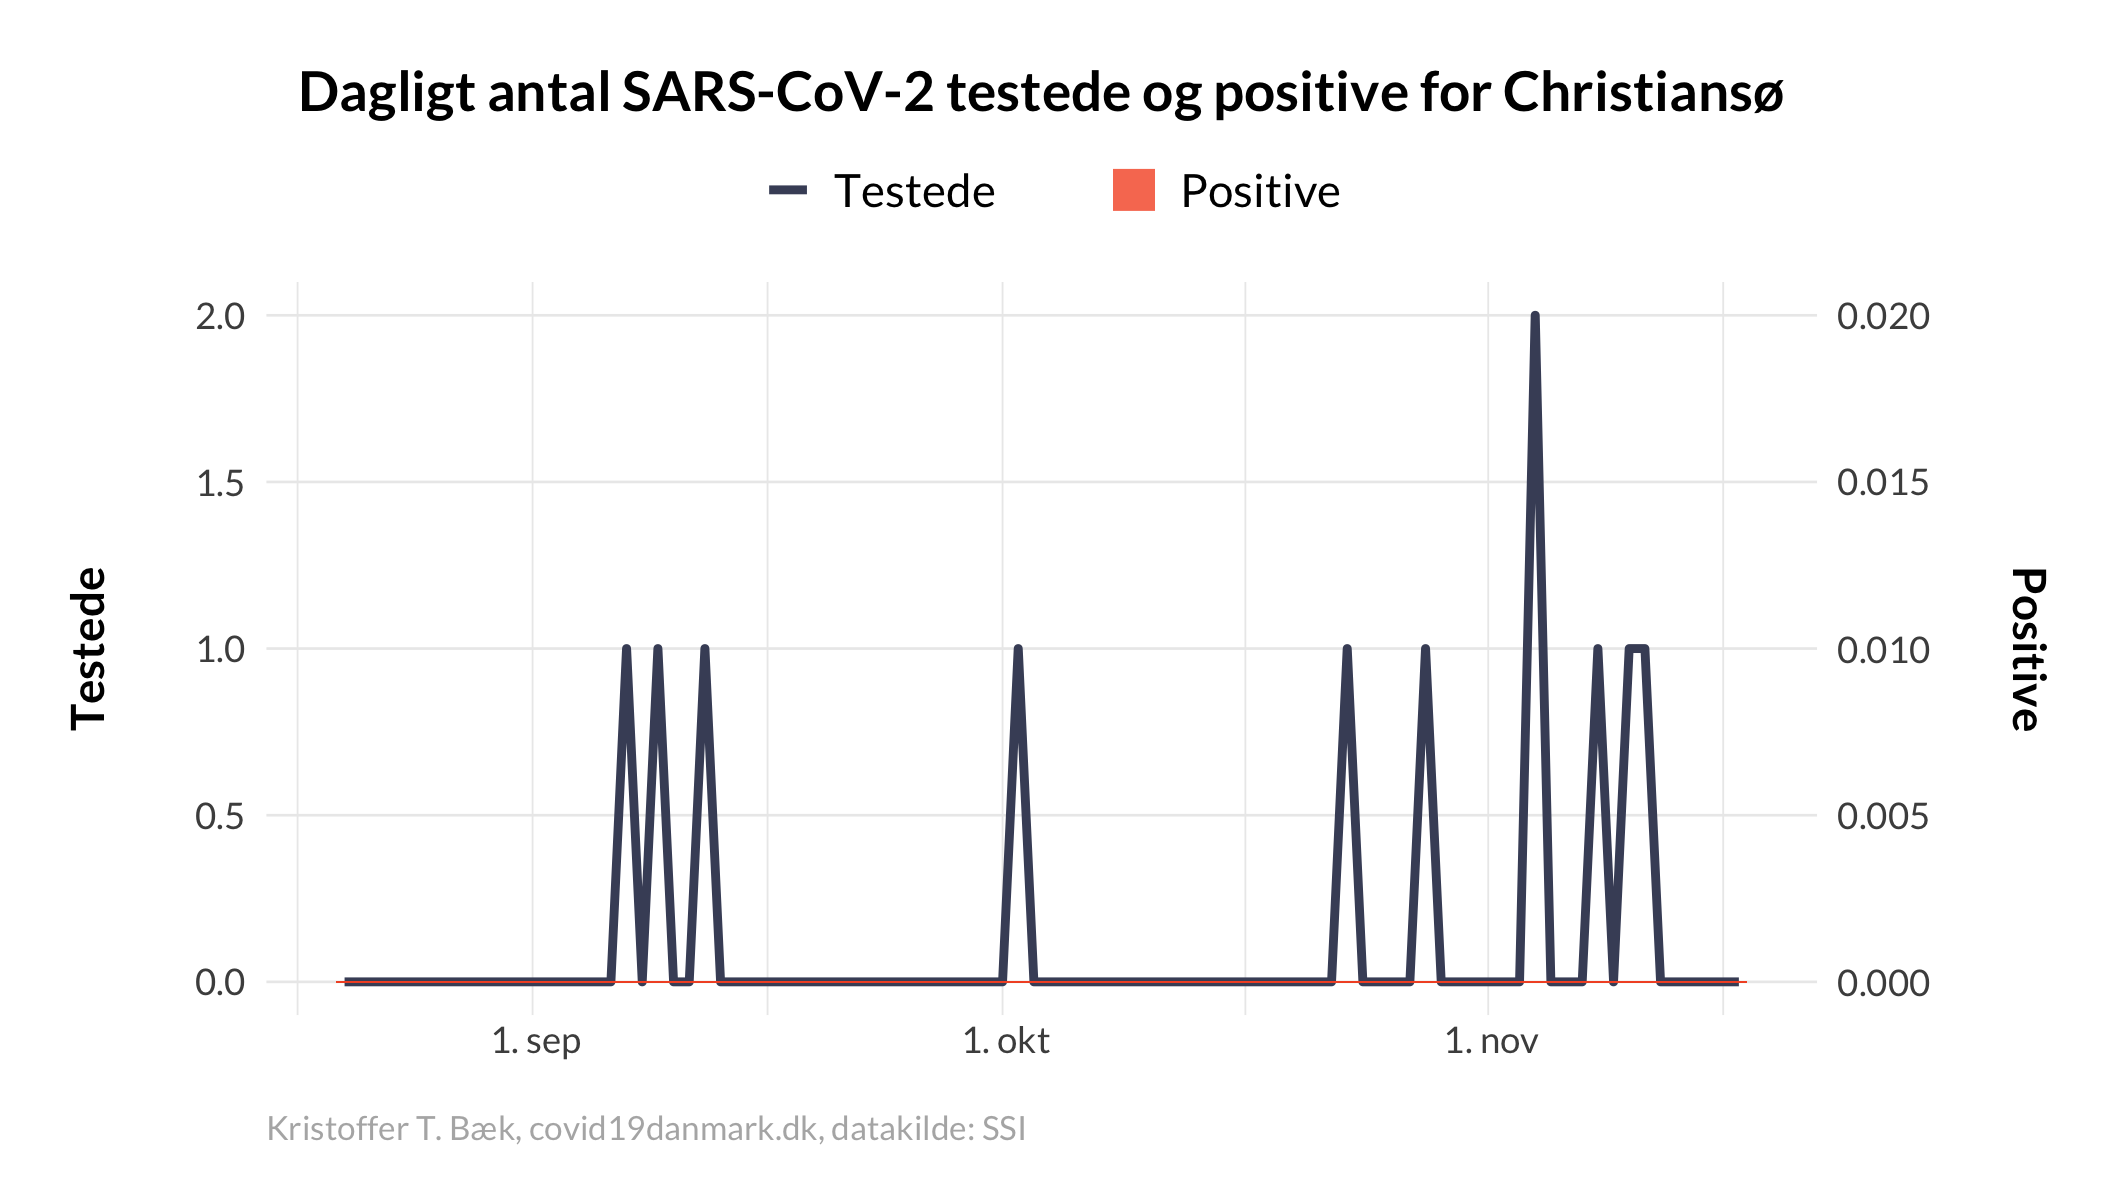 Dagligt antal SARS-CoV-2 testede og positive for Christiansø
Testede Positive
2.0 0.020
1.5 0.015
1.0 0.010
0.5 0.005
0.0 0.000
Testede
Positive
1. sep 1. okt 1. nov
Kristoffer T. Bæk, covid19danmark.dk, datakilde: SSI